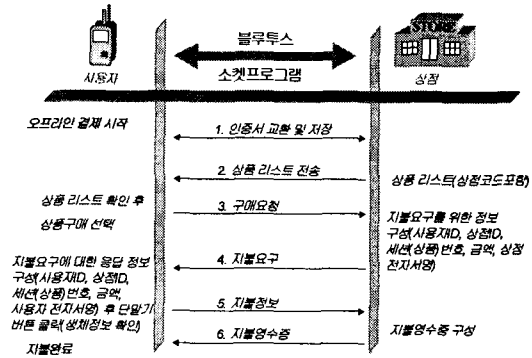 블루투스
STORE
사용자
소켓프로그램
상점
오프라인 결제 시작
1. 인증서 교환 및 저장
2. 상품 리스트 전송
상품 리스트(상점코드포함)
상품 리스트 확인 후
상품구매 선택
3. 구매요청
지불요구를 위한 정보
구성(사용자ID, 상점ID,
세션(상품)번호, 금액, 상점
전자서명)
지불요구에 대한 응답 정보
구성(사용자ID, 상점ID,
세션(상품)번호, 금액,
사용자 전자서명) 후 단말기
버튼 클릭(생체정보 확인)
4. 지불요구
5. 지불정보
6. 지불영수증
지불영수증 구성
지불완료